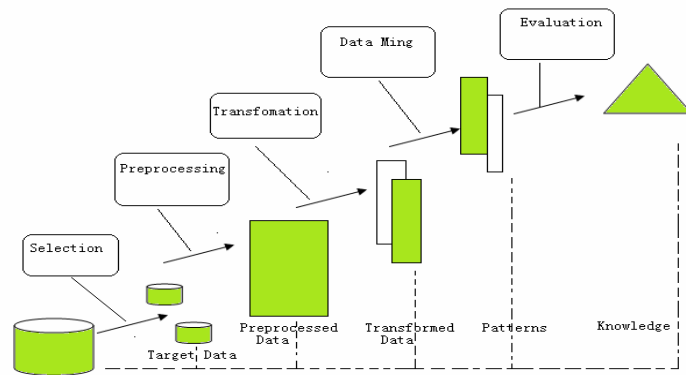 Evaluation
Data Ming
Transfomation
Preprocessing
Selection
Target Data
Preprocessed
Data
Transformed
Data
Patterns
Knowledge